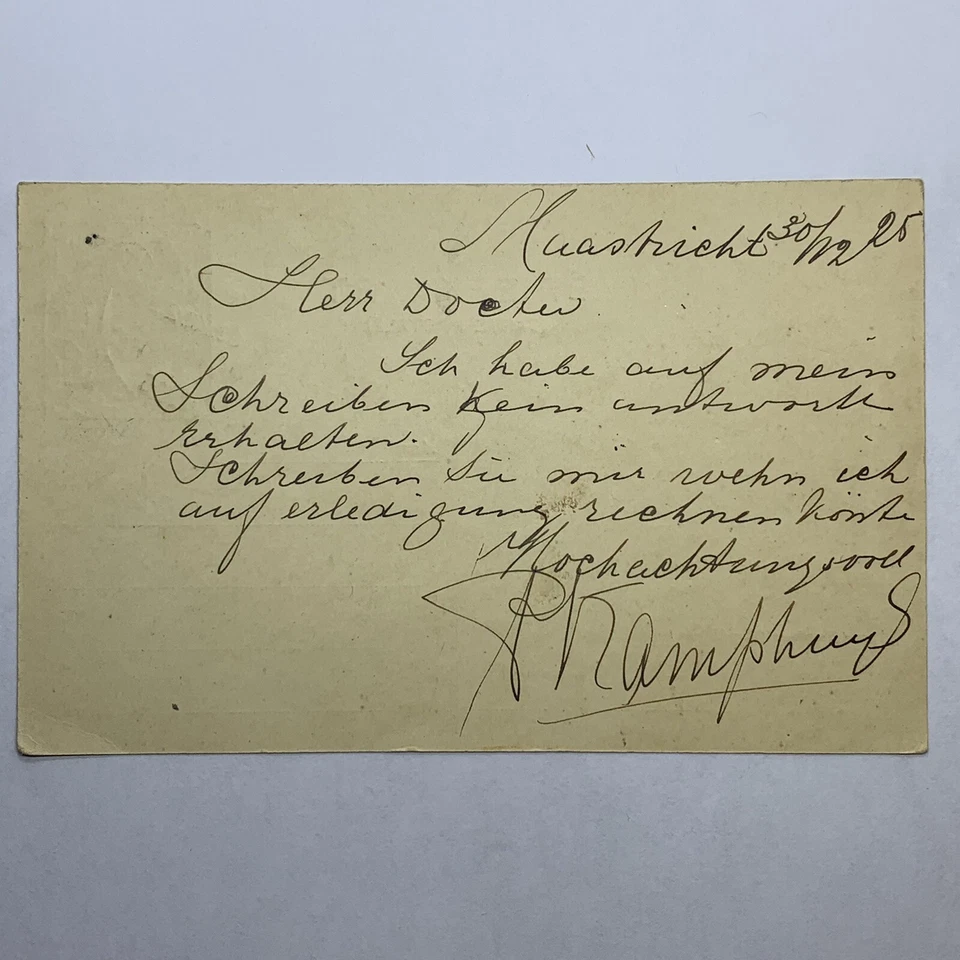 Maastricht 30/12 25
Herr Docter
Ich habe auf mein
Schreiben kein antwortt
erhalten.
Schreiben Sie mir wehn ich
auf erledigung rechnen könte
Hochachtungsvoll
P Kamphuys